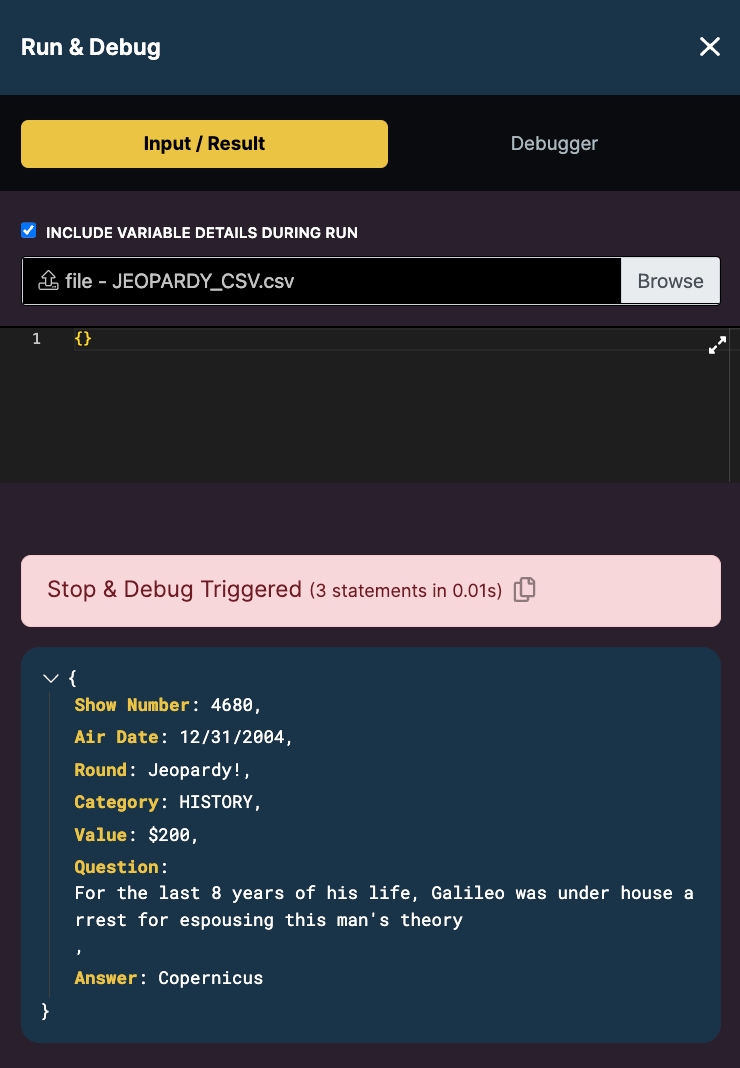 Run & Debug
Input / Result
Debugger
INCLUDE VARIABLE DETAILS DURING RUN
file - JEOPARDY_CSV.csv
Browse
1 {}
Stop & Debug Triggered (3 statements in 0.01s)
{
Show Number: 4680,
Air Date: 12/31/2004,
Round: Jeopardy!,
Category: HISTORY,
Value: $200,
Question:
For the last 8 years of his life, Galileo was under house a
rrest for espousing this man's theory
,
Answer: Copernicus
}